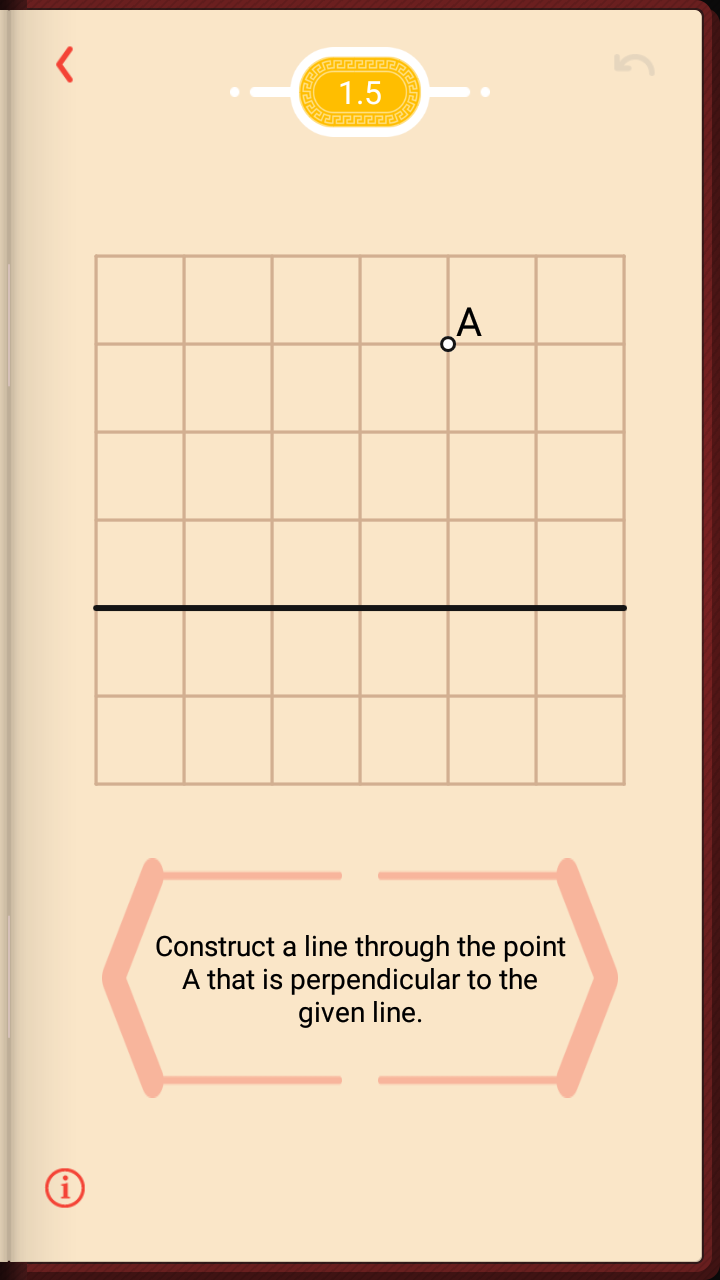 1.5
A
Construct a line through the point
A that is perpendicular to the
given line.
i